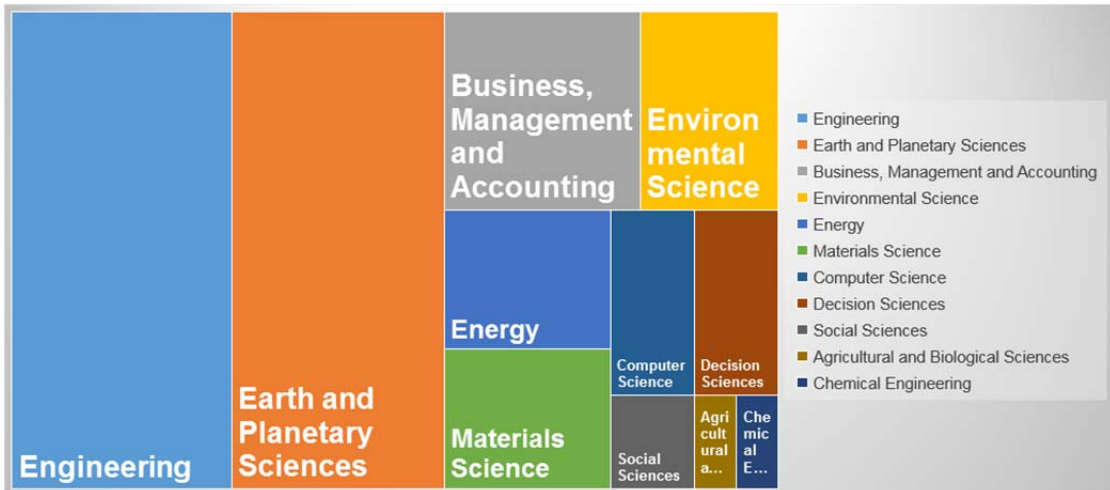 Business,
Management
and
Accounting
Environ
mental
Science
Energy
Computer
Science
Decision
Sciences
Earth and
Planetary
Sciences
Engineering
Materials
Science
Social
Sciences
Agri
cult
ural
a...
Che
mic
al
E...
Engineering
Earth and Planetary Sciences
Business, Management and Accounting
Environmental Science
Energy
Materials Science
Computer Science
Decision Sciences
Social Sciences
Agricultural and Biological Sciences
Chemical Engineering